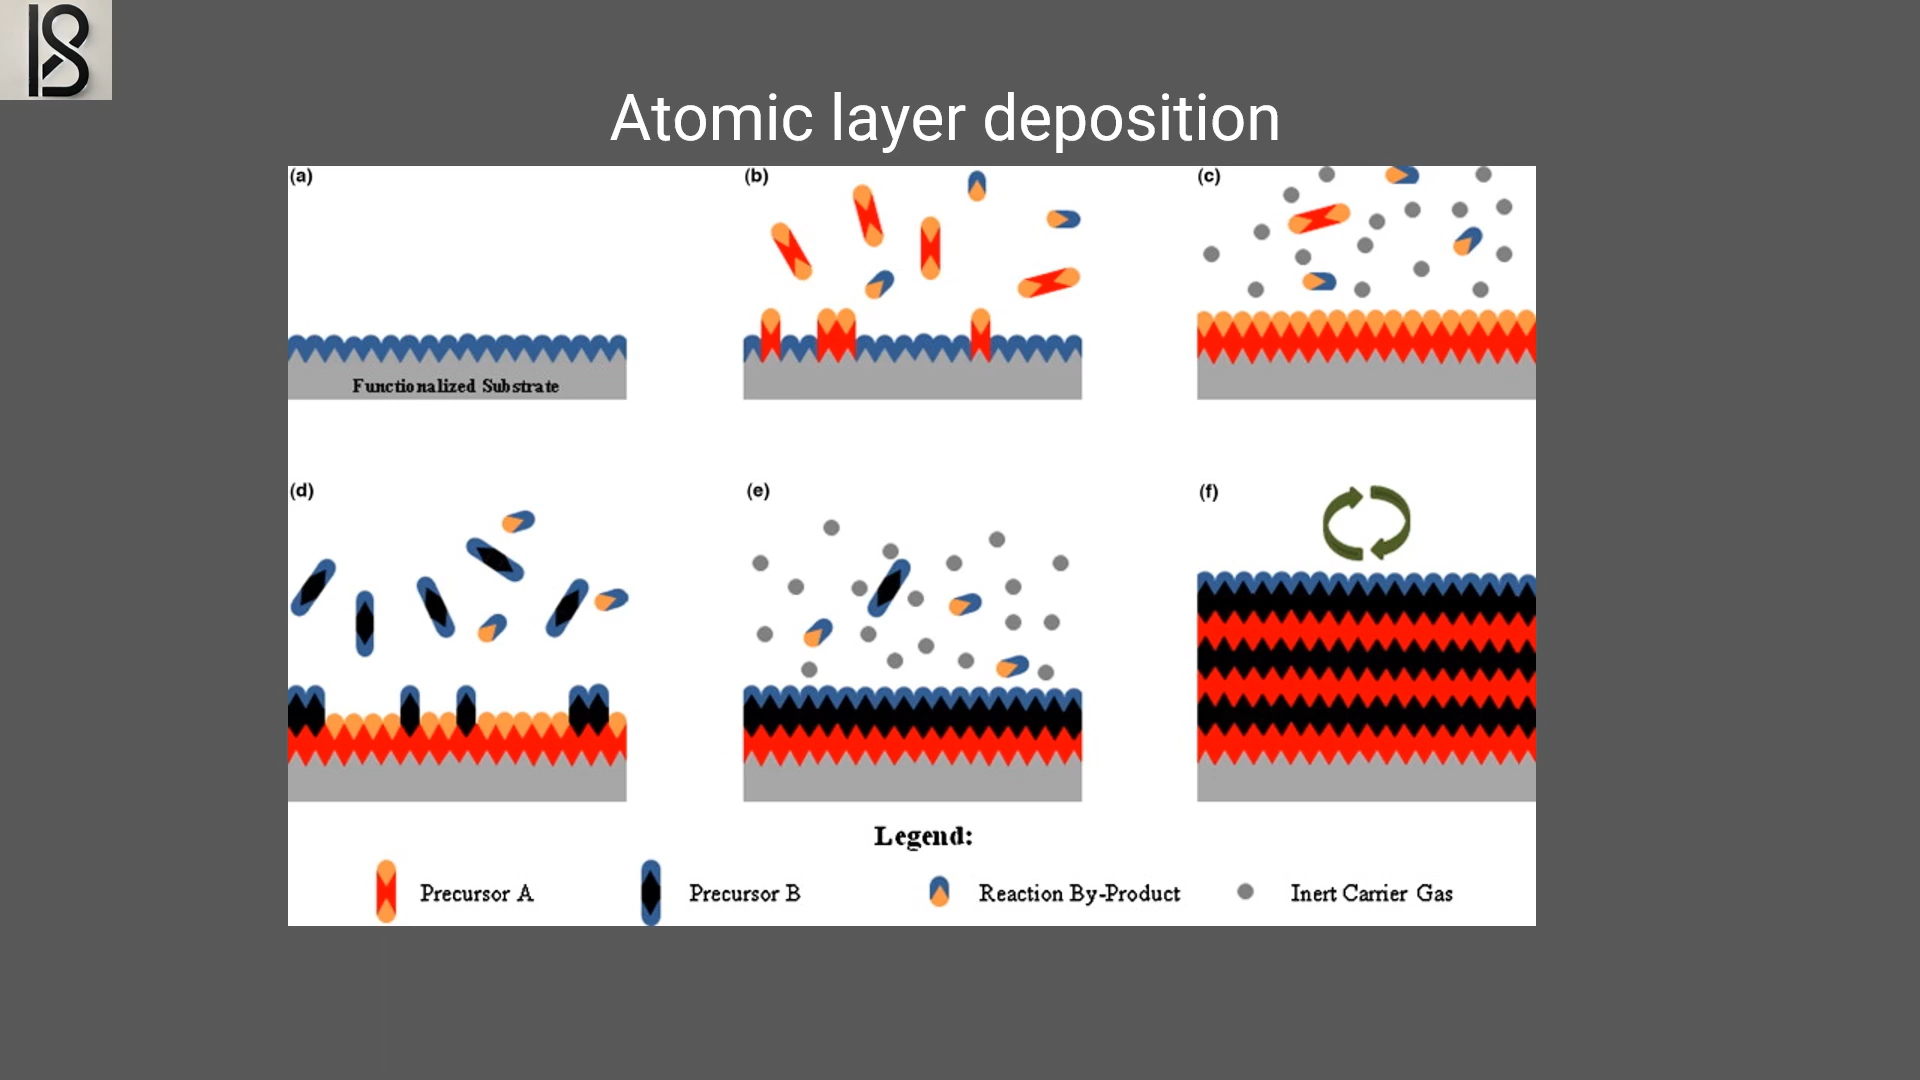 Atomic layer deposition
(a)
(b)
(c)
Functionalized Substrate
(d)
(e)
(f)
Legend:
Precursor A
Precursor B
Reaction By-Product
Inert Carrier Gas